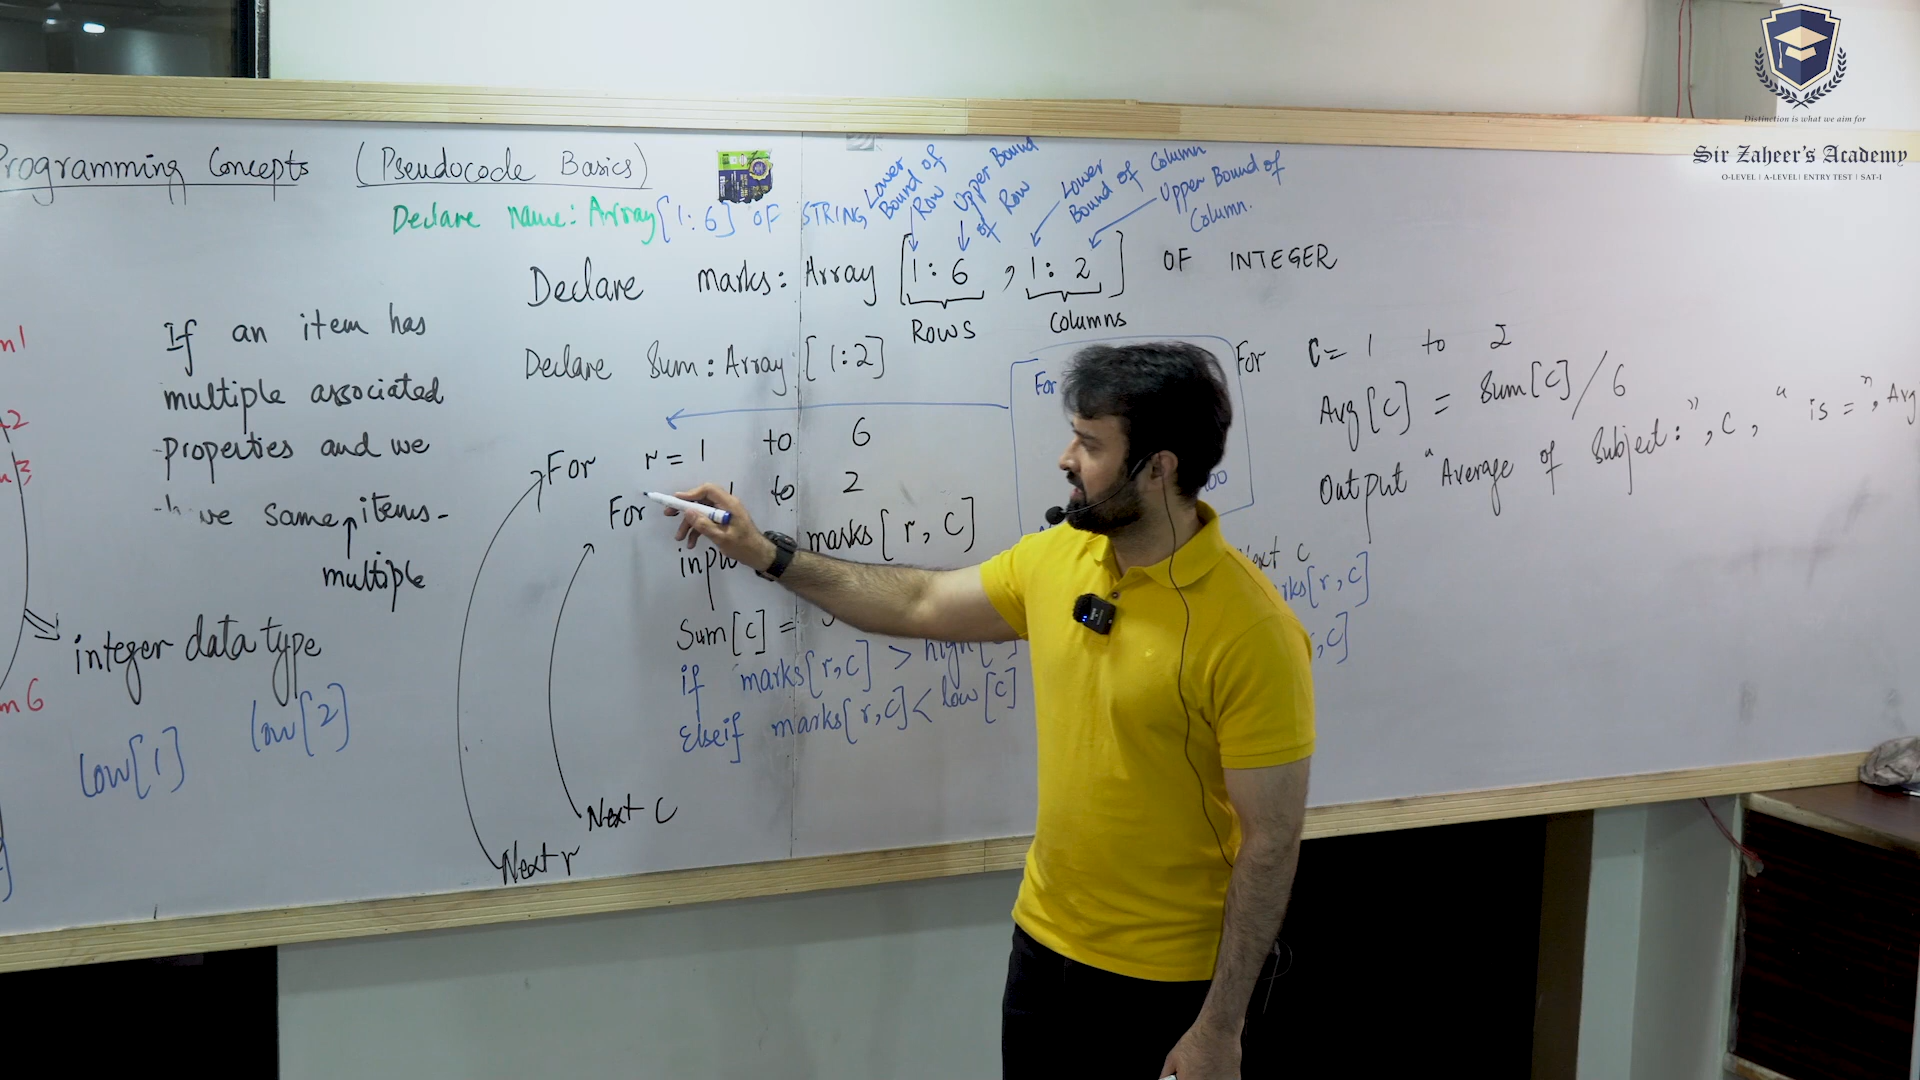 Programming Concepts (Pseudocode Basics)
Declare Name: Array [1:6] OF STRING
Lower Bound of Row
Upper Bound of Row
Lower Bound of Column
Upper Bound of Column.
Declare marks: Array [1:6, 1:2] OF INTEGER
ROWS
Columns
Declare Sum: Array [1:2]
If an item has
multiple associated
properties and we
ve same items-
multiple
integer data type
low[1] low[2]
m6
For r = 1 to 6
For 1 to 2
marks[r, C]
Sum[C] =
if marks[r,C] >
Elseif marks[r,C] < low[C]
Next C
Next r
For
For C = 1 to 2
Avg[C] = Sum[C]/6
Output "Average of Subject:", C, "is =", Avg
Next C
[r,C]
Distinction is what we aim for
Sir Zaheer's Academy
O-LEVEL | A-LEVEL | ENTRY TEST | SAT-I